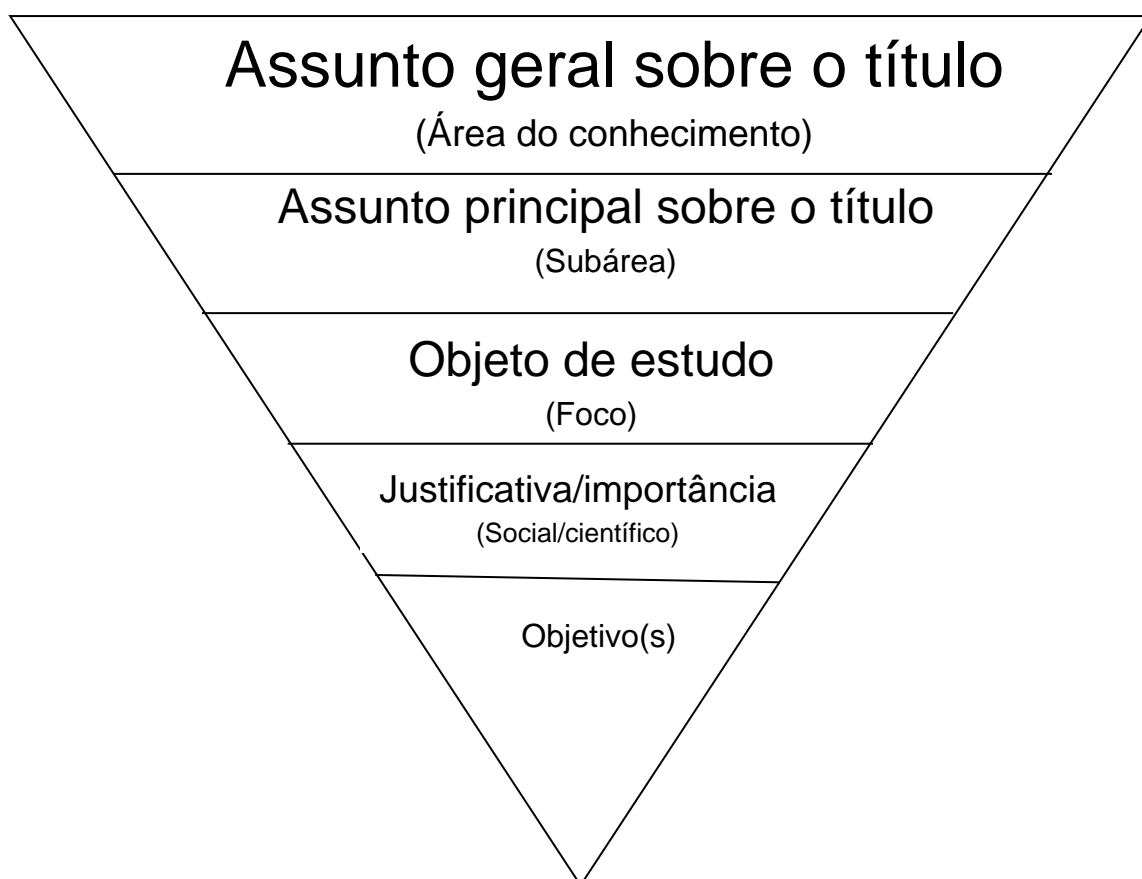 Assunto geral sobre o título
(Área do conhecimento)
Assunto principal sobre o título
(Subárea)
Objeto de estudo
(Foco)
Justificativa/importância
(Social/científico)
Objetivo(s)